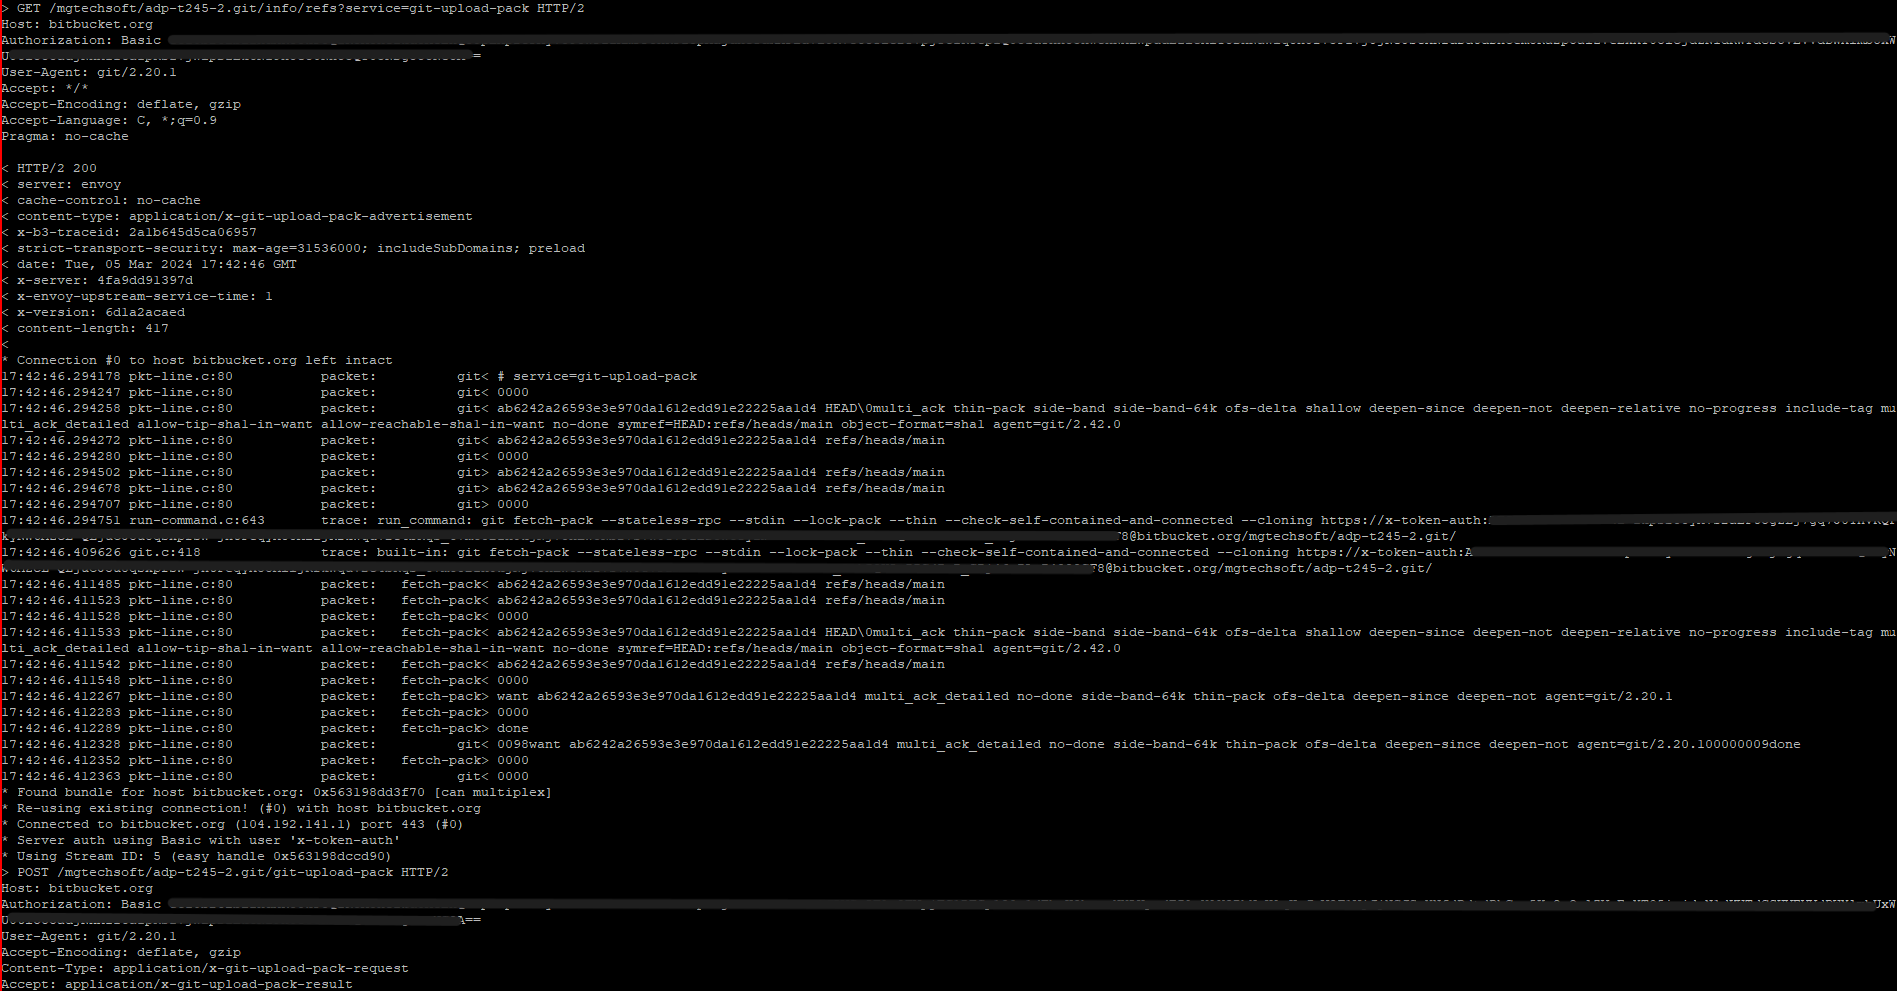 > GET /mgtechsoft/adp-t245-2.git/info/refs?service=git-upload-pack HTTP/2
Host: bitbucket.org
Authorization: Basic
==
User-Agent: git/2.20.1
Accept: */*
Accept-Encoding: deflate, gzip
Accept-Language: C, *;q=0.9
Pragma: no-cache
< HTTP/2 200
< server: envoy
< cache-control: no-cache
< content-type: application/x-git-upload-pack-advertisement
< x-b3-traceid: 2a1b645d5ca06957
< strict-transport-security: max-age=31536000; includeSubDomains; preload
< date: Tue, 05 Mar 2024 17:42:46 GMT
< x-server: 4fa9dd91397d
< x-envoy-upstream-service-time: 1
< x-version: 6d1a2acaed
< content-length: 417
<
* Connection #0 to host bitbucket.org left intact
17:42:46.294178 pkt-line.c:80 packet: git< # service=git-upload-pack
17:42:46.294247 pkt-line.c:80 packet: git< 0000
17:42:46.294258 pkt-line.c:80 packet: git< ab6242a26593e3e970da1612edd91e22225aa1d4 HEAD\0multi_ack thin-pack side-band side-band-64k ofs-delta shallow deepen-since deepen-not deepen-relative no-progress include-tag mu
lti_ack_detailed allow-tip-sha1-in-want allow-reachable-sha1-in-want no-done symref=HEAD:refs/heads/main object-format=sha1 agent=git/2.42.0
17:42:46.294272 pkt-line.c:80 packet: git< ab6242a26593e3e970da1612edd91e22225aa1d4 refs/heads/main
17:42:46.294280 pkt-line.c:80 packet: git< 0000
17:42:46.294502 pkt-line.c:80 packet: git> ab6242a26593e3e970da1612edd91e22225aa1d4 refs/heads/main
17:42:46.294678 pkt-line.c:80 packet: git> ab6242a26593e3e970da1612edd91e22225aa1d4 refs/heads/main
17:42:46.294707 pkt-line.c:80 packet: git> 0000
17:42:46.294751 run-command.c:643 trace: run_command: git fetch-pack --stateless-rpc --stdin --lock-pack --thin --check-self-contained-and-connected --cloning https://x-token-auth:
8@bitbucket.org/mgtechsoft/adp-t245-2.git/
17:42:46.409626 git.c:418 trace: built-in: git fetch-pack --stateless-rpc --stdin --lock-pack --thin --check-self-contained-and-connected --cloning https://x-token-auth:A
F8@bitbucket.org/mgtechsoft/adp-t245-2.git/
17:42:46.411485 pkt-line.c:80 packet: fetch-pack< ab6242a26593e3e970da1612edd91e22225aa1d4 refs/heads/main
17:42:46.411523 pkt-line.c:80 packet: fetch-pack< ab6242a26593e3e970da1612edd91e22225aa1d4 refs/heads/main
17:42:46.411528 pkt-line.c:80 packet: fetch-pack< 0000
17:42:46.411533 pkt-line.c:80 packet: fetch-pack< ab6242a26593e3e970da1612edd91e22225aa1d4 HEAD\0multi_ack thin-pack side-band side-band-64k ofs-delta shallow deepen-since deepen-not deepen-relative no-progress include-tag mu
lti_ack_detailed allow-tip-sha1-in-want allow-reachable-sha1-in-want no-done symref=HEAD:refs/heads/main object-format=sha1 agent=git/2.42.0
17:42:46.411542 pkt-line.c:80 packet: fetch-pack< ab6242a26593e3e970da1612edd91e22225aa1d4 refs/heads/main
17:42:46.411548 pkt-line.c:80 packet: fetch-pack< 0000
17:42:46.412267 pkt-line.c:80 packet: fetch-pack> want ab6242a26593e3e970da1612edd91e22225aa1d4 multi_ack_detailed no-done side-band-64k thin-pack ofs-delta deepen-since deepen-not agent=git/2.20.1
17:42:46.412283 pkt-line.c:80 packet: fetch-pack> 0000
17:42:46.412289 pkt-line.c:80 packet: fetch-pack> done
17:42:46.412328 pkt-line.c:80 packet: git< 0098want ab6242a26593e3e970da1612edd91e22225aa1d4 multi_ack_detailed no-done side-band-64k thin-pack ofs-delta deepen-since deepen-not agent=git/2.20.100000009done
17:42:46.412352 pkt-line.c:80 packet: fetch-pack> 0000
17:42:46.412363 pkt-line.c:80 packet: git< 0000
* Found bundle for host bitbucket.org: 0x563198dd3f70 [can multiplex]
* Re-using existing connection! (#0) with host bitbucket.org
* Connected to bitbucket.org (104.192.141.1) port 443 (#0)
* Server auth using Basic with user 'x-token-auth'
* Using Stream ID: 5 (easy handle 0x563198dccd90)
> POST /mgtechsoft/adp-t245-2.git/git-upload-pack HTTP/2
Host: bitbucket.org
Authorization: Basic
A==
User-Agent: git/2.20.1
Accept-Encoding: deflate, gzip
Content-Type: application/x-git-upload-pack-request
Accept: application/x-git-upload-pack-result